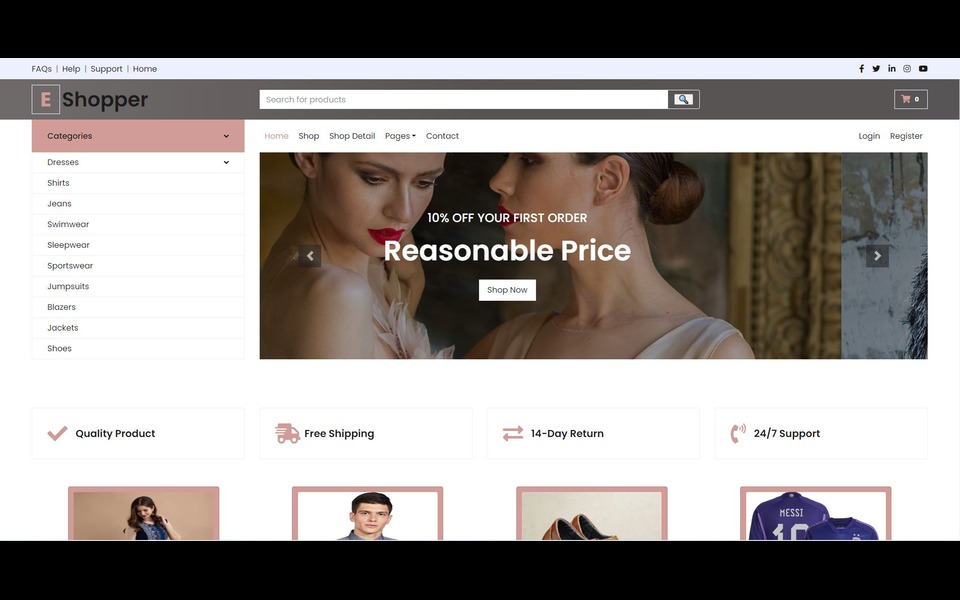 FAQs | Help | Support | Home
E Shopper
Search for products
0
Categories
Dresses
Shirts
Jeans
Swimwear
Sleepwear
Sportswear
Jumpsuits
Blazers
Jackets
Shoes
Home Shop Shop Detail Pages Contact
Login Register
10% OFF YOUR FIRST ORDER
Reasonable Price
Shop Now
Quality Product
Free Shipping
14-Day Return
24/7 Support
MESSI
10